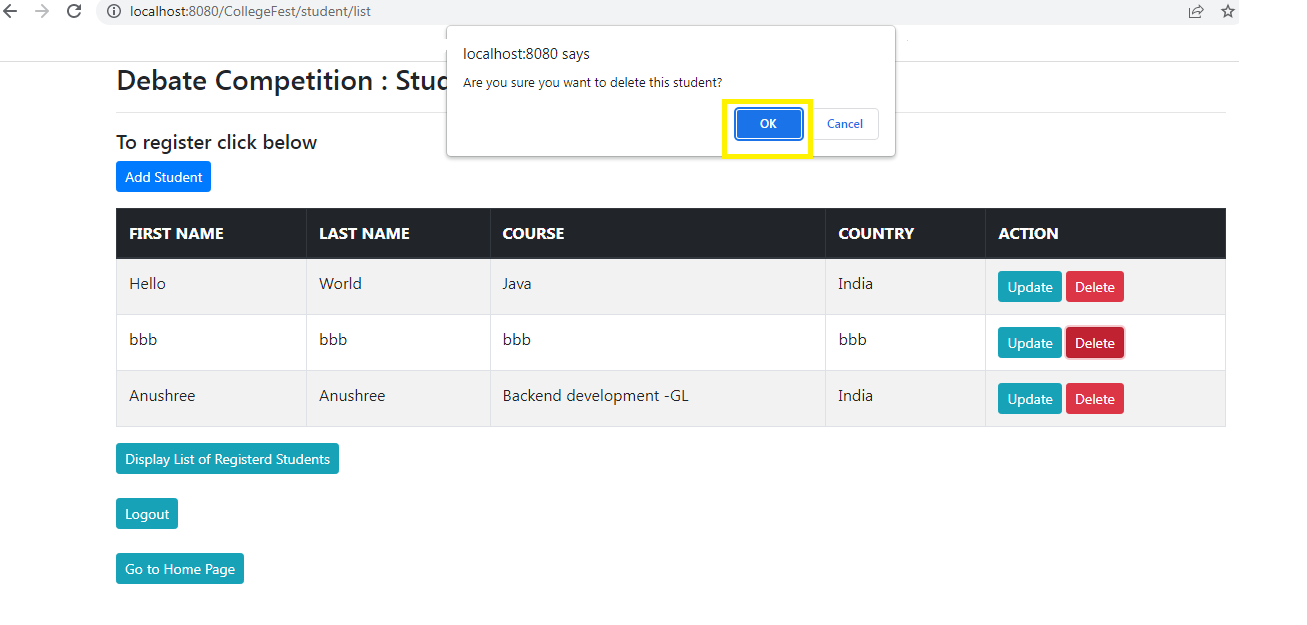 localhost:8080/CollegeFest/student/list
localhost:8080 says
Are you sure you want to delete this student?
OK Cancel
Debate Competition : Stud
To register click below
Add Student
FIRST NAME LAST NAME COURSE COUNTRY ACTION
Hello World Java India Update Delete
bbb bbb bbb bbb Update Delete
Anushree Anushree Backend development -GL India Update Delete
Display List of Registerd Students
Logout
Go to Home Page